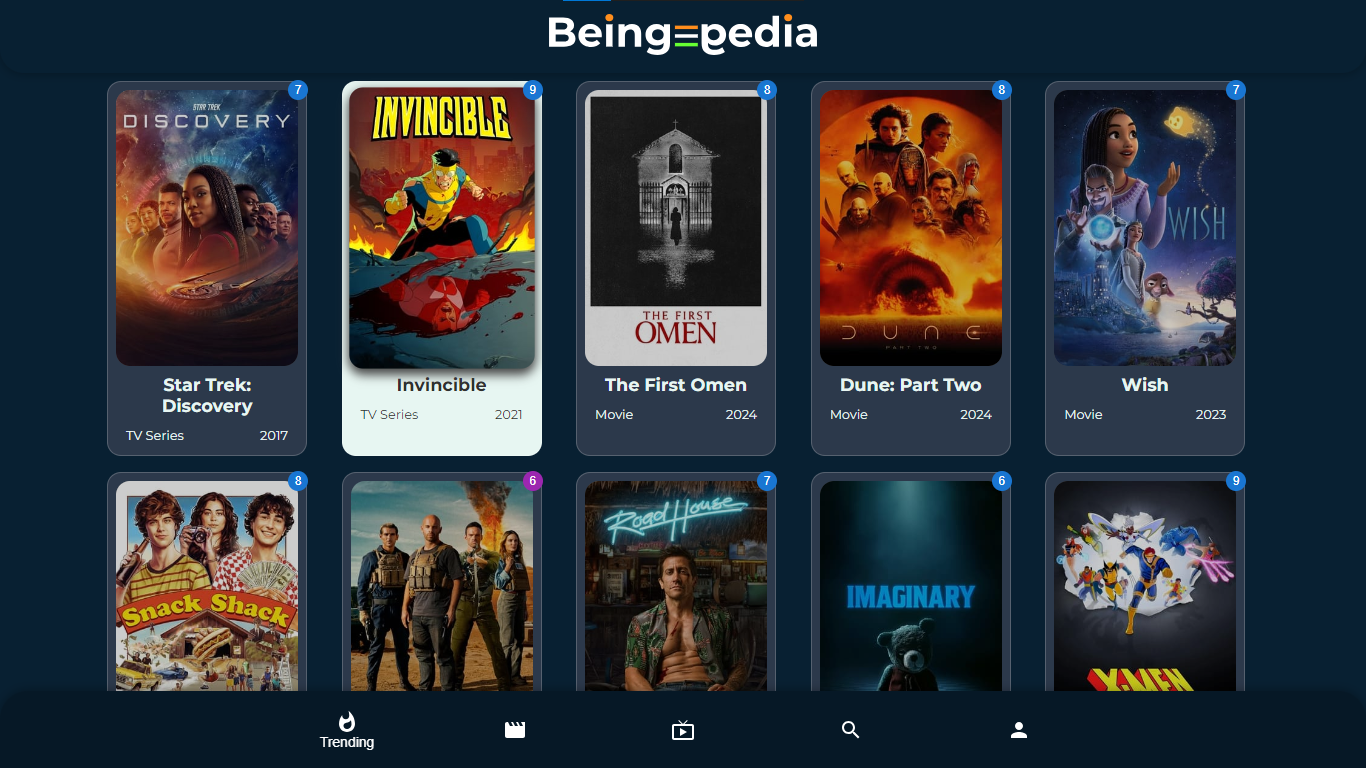 Being pedia
7
9
8
8
7
STAR TREK
DISCOVERY
INVINCIBLE
THE FIRST
OMEN
DUNE
PART TWO
WISH
Star Trek:
Discovery
TV Series
2017
Invincible
TV Series
2021
The First Omen
Movie
2024
Dune: Part Two
Movie
2024
Wish
Movie
2023
8
6
7
6
9
Snack Shack
Road House
IMAGINARY
X-MEN
Trending